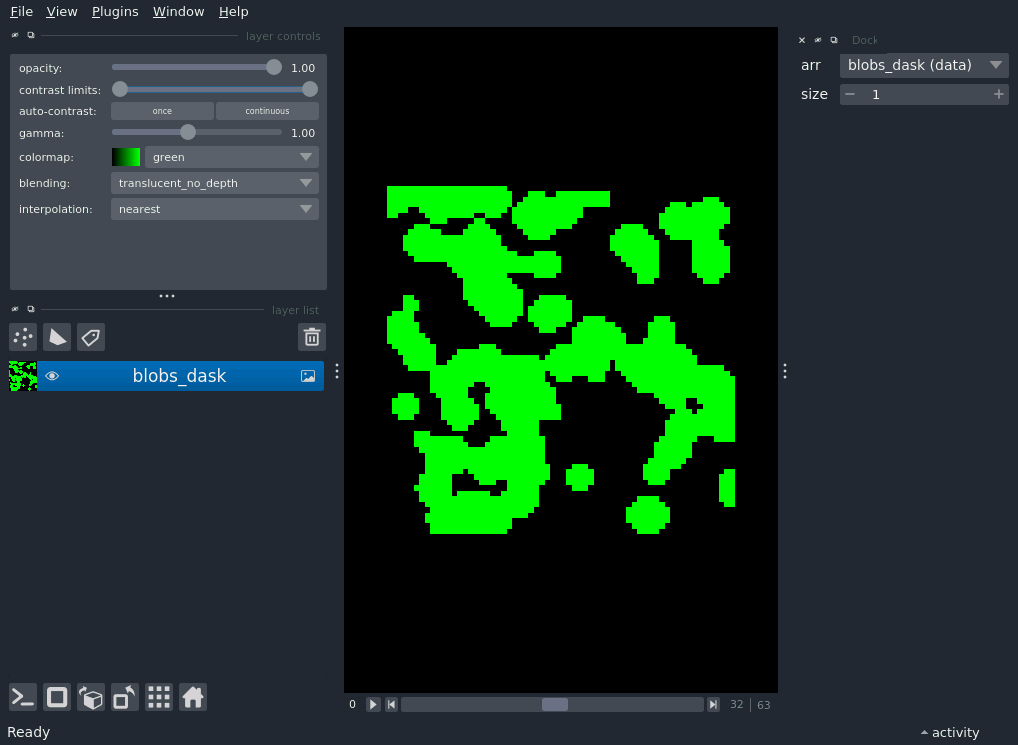 File View Plugins Window Help
layer controls
opacity: 1.00
contrast limits:
auto-contrast: once continuous
gamma: 1.00
colormap: green
blending: translucent_no_depth
interpolation: nearest
layer list
blobs_dask
0 32 63
Ready
Dock
arr blobs_dask (data)
size 1
activity